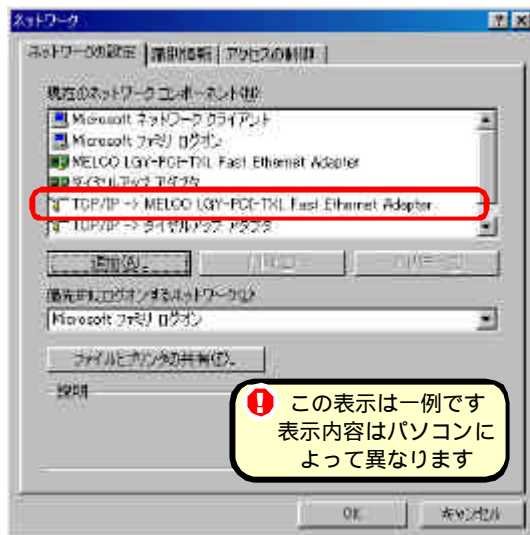 ネットワーク
ネットワークの設定 識別情報 アクセスの制御
現在のネットワーク コンポーネント(N)
Microsoft ネットワーク クライアント
Microsoft ファミリ ログオン
MELCO LGY-PCI-TXL Fast Ethernet Adapter
ダイヤルアップ アダプタ
TCP/IP -> MELCO LGY-PCI-TXL Fast Ethernet Adapter
TCP/IP -> ダイヤルアップ アダプタ
追加(A)...
優先的にログオンするネットワーク(L)
Microsoft ファミリ ログオン
ファイルとプリンタの共有(F)...
説明
この表示は一例です
表示内容はパソコンに
よって異なります
OK キャンセル